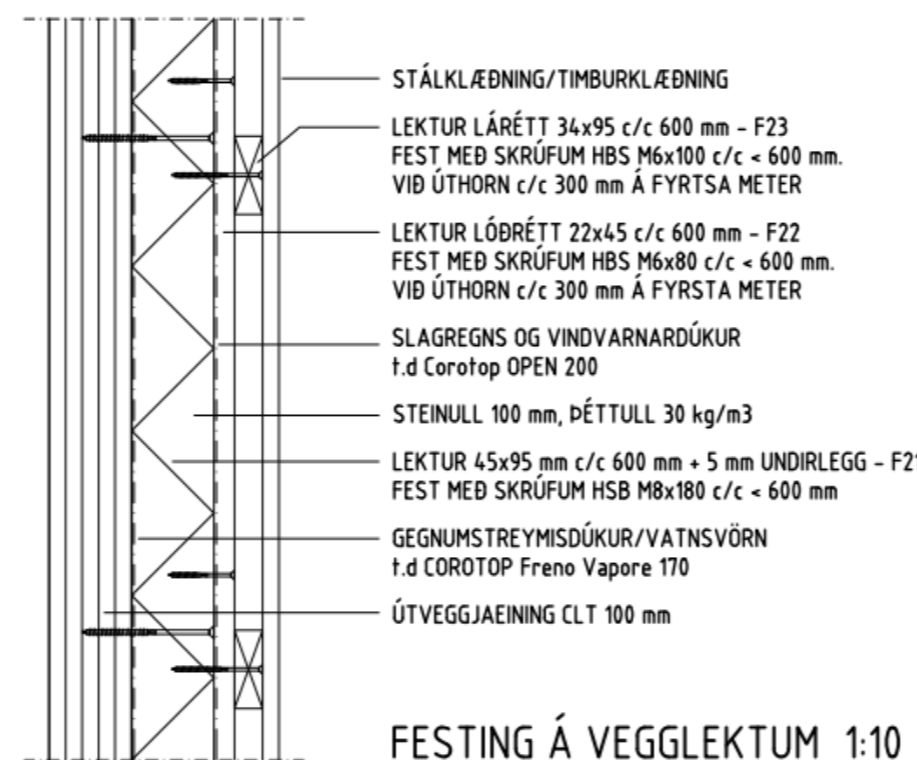 STÁLKLÆÐNING/TIMBURKLÆÐNING
LEKTUR LÁRÉTT 34x95 c/c 600 mm - F23
FEST MEÐ SKRÚFUM HBS M6x100 c/c < 600 mm.
VIÐ ÚTHORN c/c 300 mm Á FYRTSA METER
LEKTUR LÓÐRÉTT 22x45 c/c 600 mm - F22
FEST MEÐ SKRÚFUM HBS M6x80 c/c < 600 mm.
VIÐ ÚTHORN c/c 300 mm Á FYRSTA METER
SLAGREGNS OG VINDVARNARDÚKUR
t.d Corotop OPEN 200
STEINULL 100 mm, ÞÉTTULL 30 kg/m3
LEKTUR 45x95 mm c/c 600 mm + 5 mm UNDIRLEGG - F21
FEST MEÐ SKRÚFUM HSB M8x180 c/c < 600 mm
GEGNUMSTREYMISDÚKUR/VATNSVÖRN
t.d COROTOP Freno Vapore 170
ÚTVEGGJAEINING CLT 100 mm
FESTING Á VEGGLEKTUM 1:10